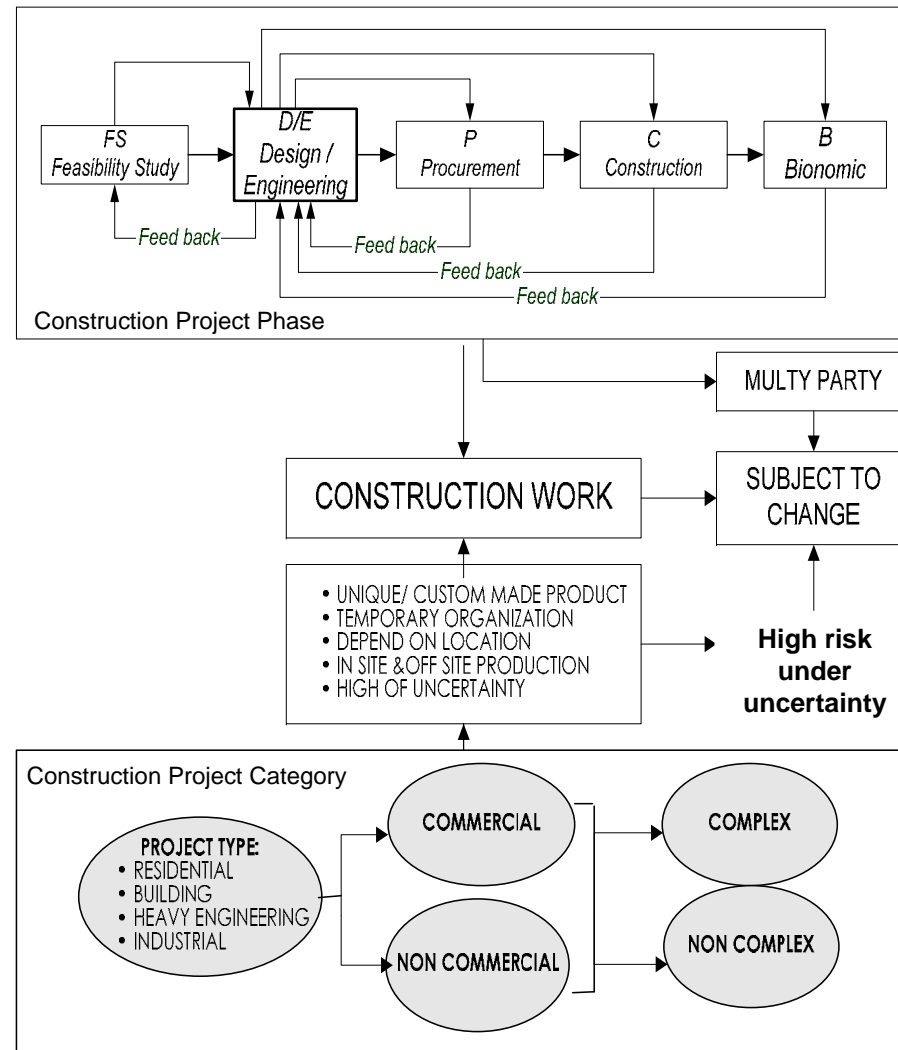 FS
Feasibility Study
D/E
Design /
Engineering
P
Procurement
C
Construction
B
Bionomic
Feed back
Feed back
Feed back
Feed back
Construction Project Phase
MULTY PARTY
CONSTRUCTION WORK
SUBJECT TO
CHANGE
• UNIQUE/ CUSTOM MADE PRODUCT
• TEMPORARY ORGANIZATION
• DEPEND ON LOCATION
• IN SITE &OFF SITE PRODUCTION
• HIGH OF UNCERTAINTY
High risk
under
uncertainty
Construction Project Category
PROJECT TYPE:
• RESIDENTIAL
• BUILDING
• HEAVY ENGINEERING
• INDUSTRIAL
COMMERCIAL
COMPLEX
NON COMMERCIAL
NON COMPLEX